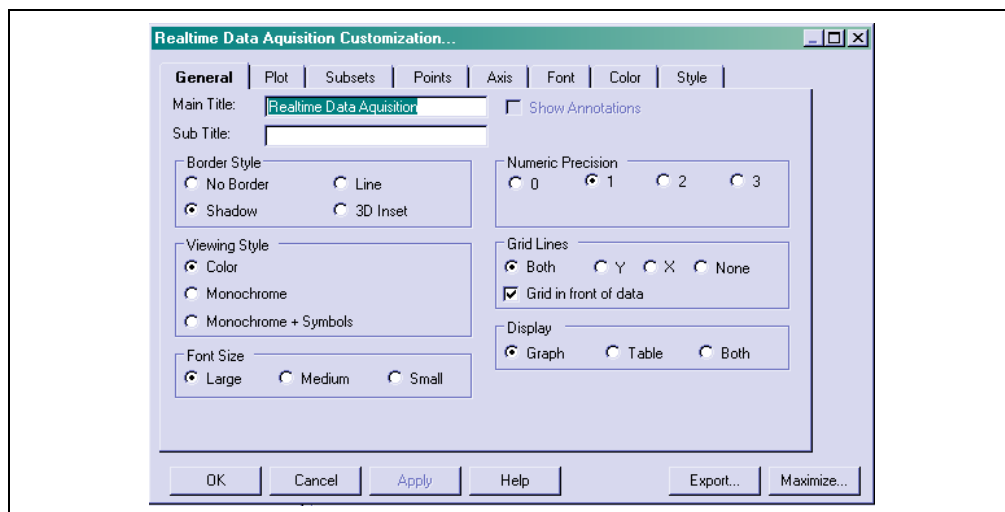 Realtime Data Aquisition Customization...
General Plot Subsets Points Axis Font Color Style
Main Title: Realtime Data Aquisition Show Annotations
Sub Title:
Border Style
No Border Line
Shadow 3D Inset
Numeric Precision
0 1 2 3
Viewing Style
Color
Monochrome
Monochrome + Symbols
Grid Lines
Both Y X None
Grid in front of data
Font Size
Large Medium Small
Display
Graph Table Both
OK Cancel Apply Help Export... Maximize...